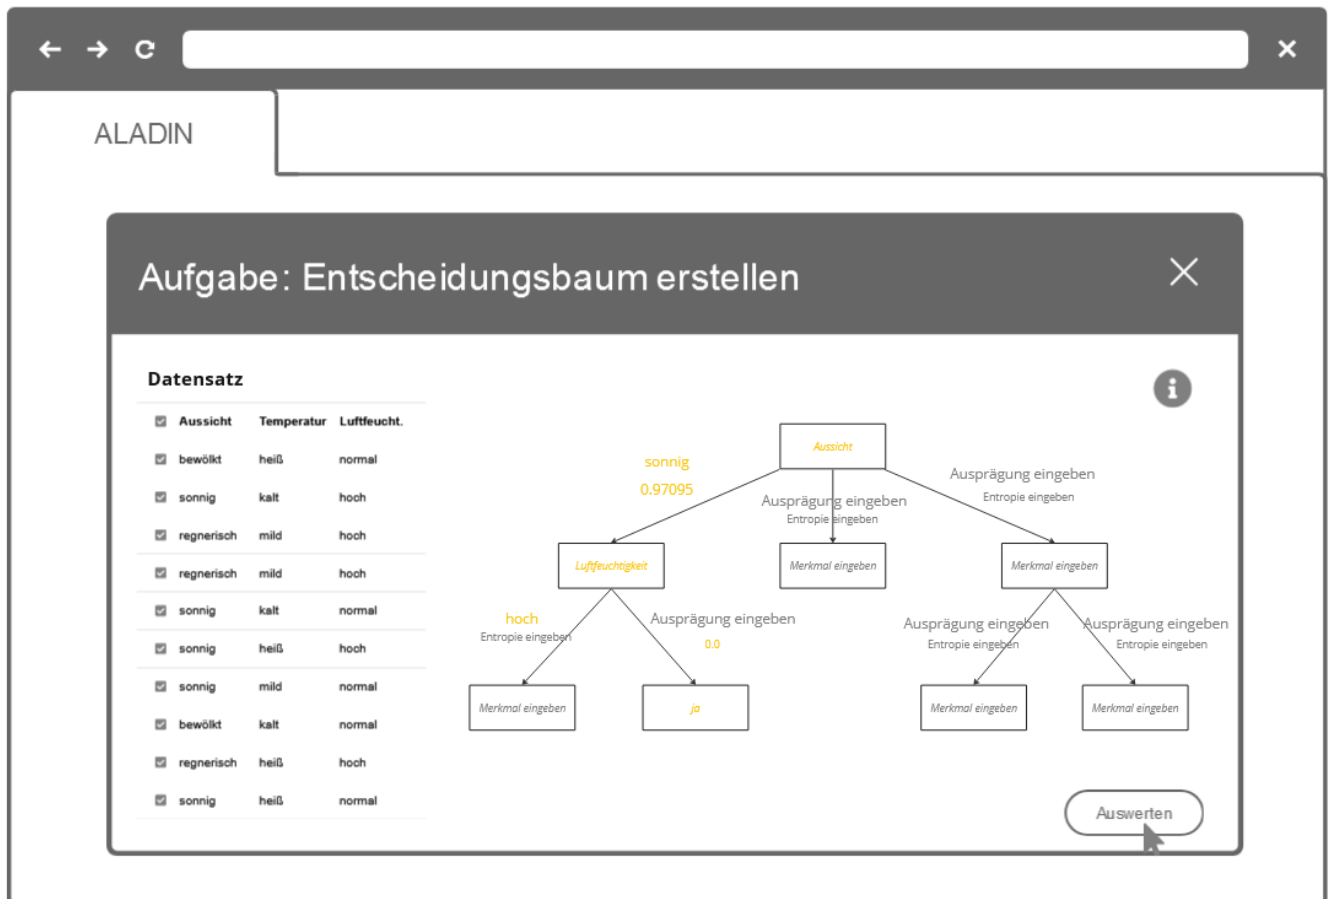 ALADIN
Aufgabe: Entscheidungsbaum erstellen
Datensatz
Aussicht Temperatur Luftfeucht.
bewölkt heiß normal
sonnig kalt hoch
regnerisch mild hoch
regnerisch mild hoch
sonnig kalt normal
sonnig heiß hoch
sonnig mild normal
bewölkt kalt normal
regnerisch heiß hoch
sonnig heiß normal
i
Aussicht
sonnig
0.97095
Ausprägung eingeben
Entropie eingeben
Ausprägung eingeben
Entropie eingeben
Luftfeuchtigkeit
Merkmal eingeben
Merkmal eingeben
hoch
Entropie eingeben
Ausprägung eingeben
0.0
Ausprägung eingeben
Entropie eingeben
Ausprägung eingeben
Entropie eingeben
Merkmal eingeben
ja
Merkmal eingeben
Merkmal eingeben
Auswerten